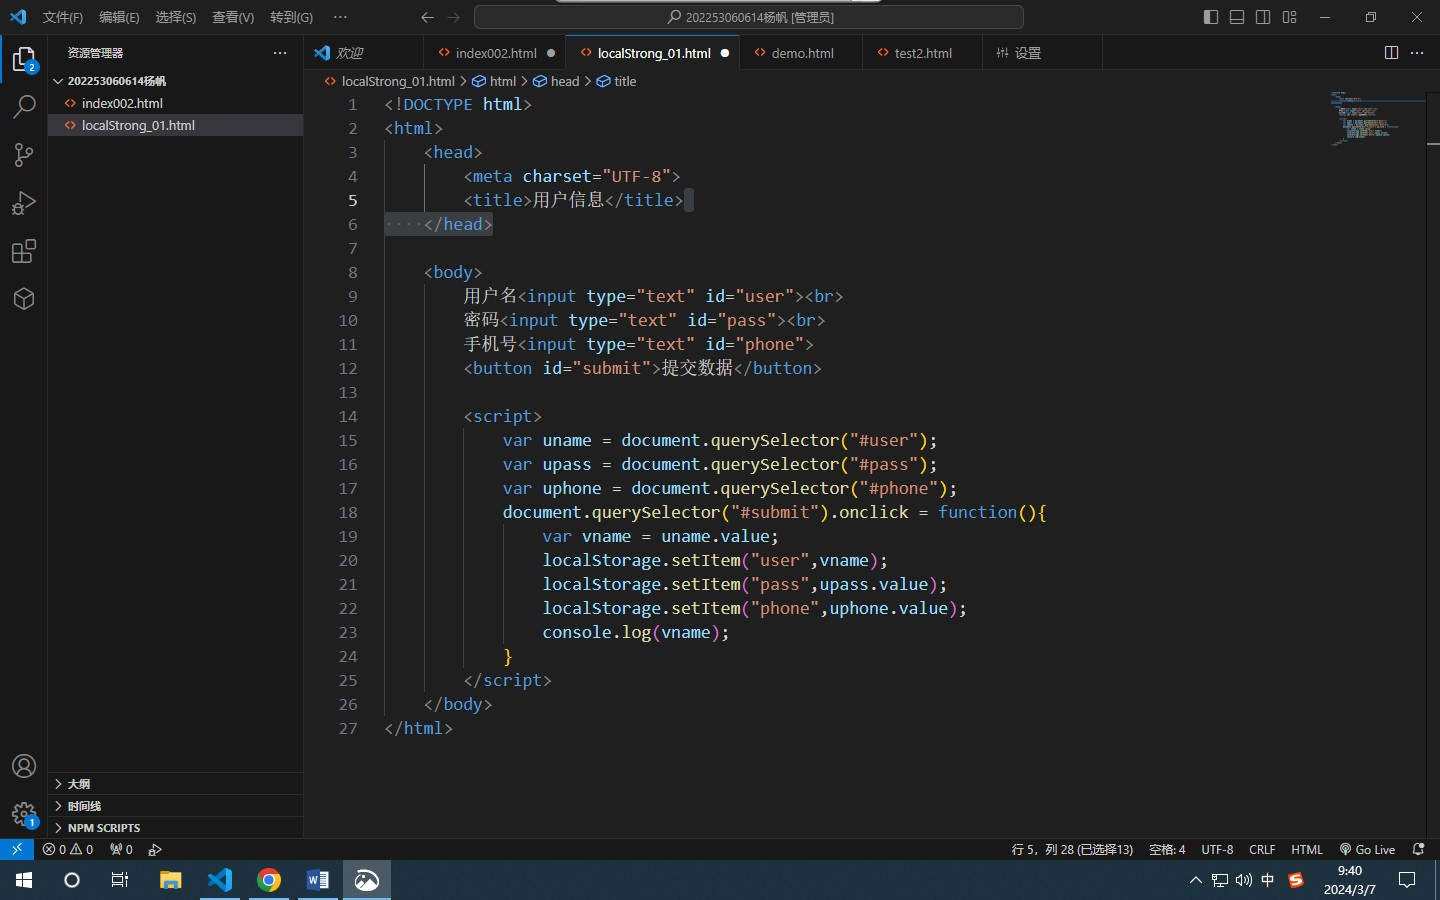 文件(F) 编辑(E) 选择(S) 查看(V) 转到(G) ··· 202253060614杨帆 [管理员]
资源管理器 ···
欢迎 index002.html localStrong_01.html demo.html test2.html 设置 ···
202253060614杨帆
index002.html
localStrong_01.html
localStrong_01.html > html > head > title
1 <!DOCTYPE html>
2 <html>
3 <head>
4 <meta charset="UTF-8">
5 <title>用户信息</title>
6 </head>
7
8 <body>
9 用户名<input type="text" id="user"><br>
10 密码<input type="text" id="pass"><br>
11 手机号<input type="text" id="phone">
12 <button id="submit">提交数据</button>
13
14 <script>
15 var uname = document.querySelector("#user");
16 var upass = document.querySelector("#pass");
17 var uphone = document.querySelector("#phone");
18 document.querySelector("#submit").onclick = function(){
19 var vname = uname.value;
20 localStorage.setItem("user",vname);
21 localStorage.setItem("pass",upass.value);
22 localStorage.setItem("phone",uphone.value);
23 console.log(vname);
24 }
25 </script>
26 </body>
27 </html>
2
1
大纲
时间线
NPM SCRIPTS
0 0 0 行 5，列 28 (已选择13) 空格: 4 UTF-8 CRLF HTML Go Live
中 9:40
2024/3/7